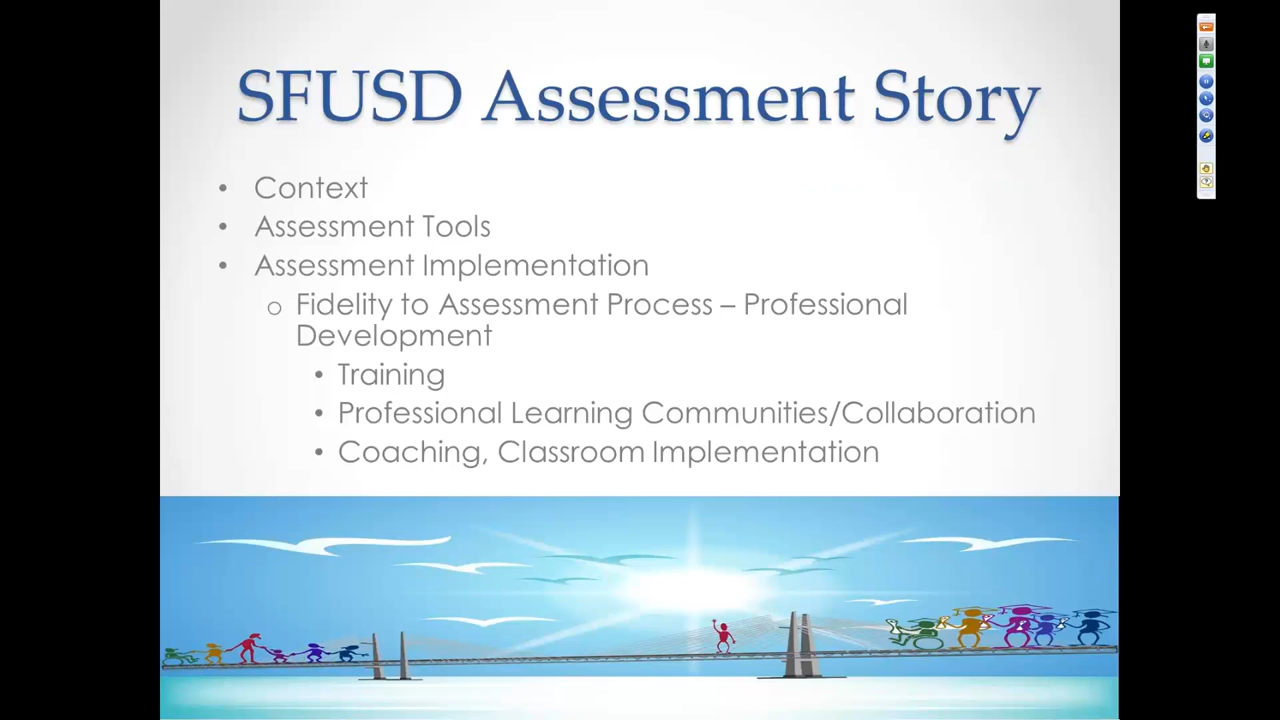 SFUSD Assessment Story
• Context
• Assessment Tools
• Assessment Implementation
o Fidelity to Assessment Process – Professional
Development
• Training
• Professional Learning Communities/Collaboration
• Coaching, Classroom Implementation